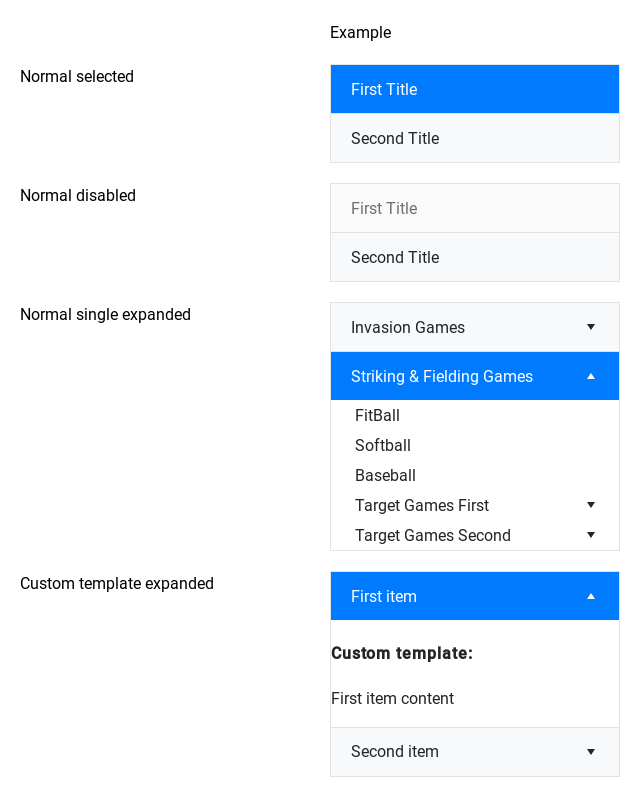 Example
Normal selected
First Title
Second Title
Normal disabled
First Title
Second Title
Normal single expanded
Invasion Games
Striking & Fielding Games
FitBall
Softball
Baseball
Target Games First
Target Games Second
Custom template expanded
First item
Custom template:
First item content
Second item